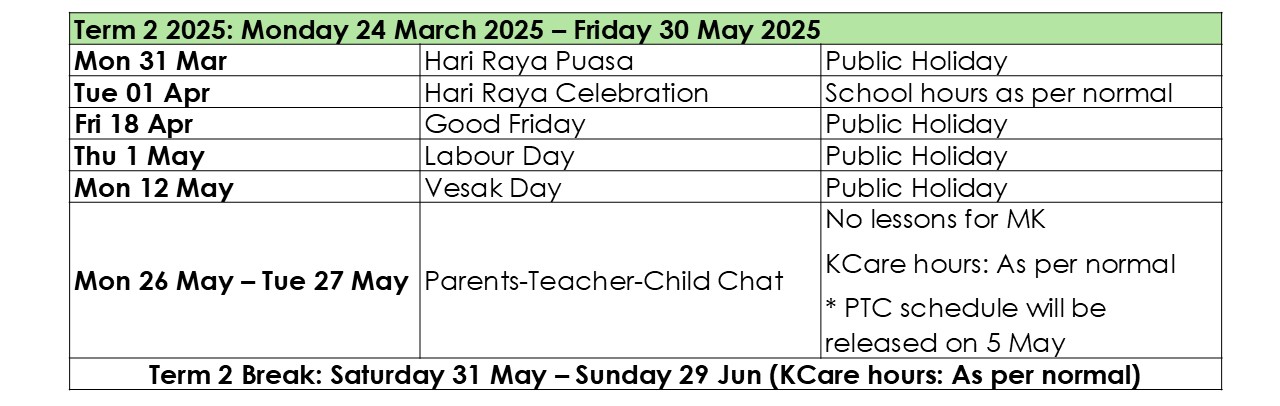 Term 2 2025: Monday 24 March 2025 – Friday 30 May 2025
Mon 31 Mar Hari Raya Puasa Public Holiday
Tue 01 Apr Hari Raya Celebration School hours as per normal
Fri 18 Apr Good Friday Public Holiday
Thu 1 May Labour Day Public Holiday
Mon 12 May Vesak Day Public Holiday
Mon 26 May – Tue 27 May Parents-Teacher-Child Chat
No lessons for MK
KCare hours: As per normal
* PTC schedule will be
released on 5 May
Term 2 Break: Saturday 31 May – Sunday 29 Jun (KCare hours: As per normal)